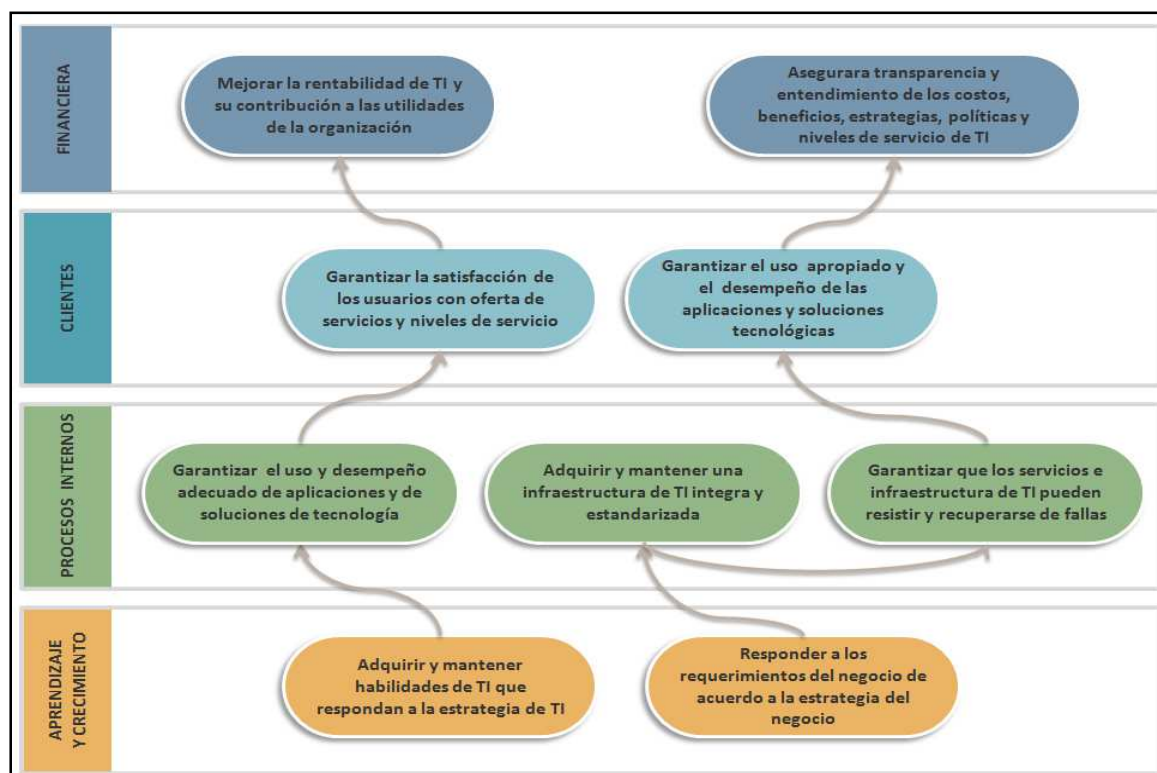 FINANCIERA
Mejorar la rentabilidad de TI y
su contribución a las utilidades
de la organización
Asegurara transparencia y
entendimiento de los costos,
beneficios, estrategias, políticas y
niveles de servicio de TI
CLIENTES
Garantizar la satisfacción de
los usuarios con oferta de
servicios y niveles de servicio
Garantizar el uso apropiado y
el desempeño de las
aplicaciones y soluciones
tecnológicas
PROCESOS INTERNOS
Garantizar el uso y desempeño
adecuado de aplicaciones y de
soluciones de tecnología
Adquirir y mantener una
infraestructura de TI integra y
estandarizada
Garantizar que los servicios e
infraestructura de TI pueden
resistir y recuperarse de fallas
APRENDIZAJE
Y CRECIMIENTO
Adquirir y mantener
habilidades de TI que
respondan a la estrategia de TI
Responder a los
requerimientos del negocio de
acuerdo a la estrategia del
negocio